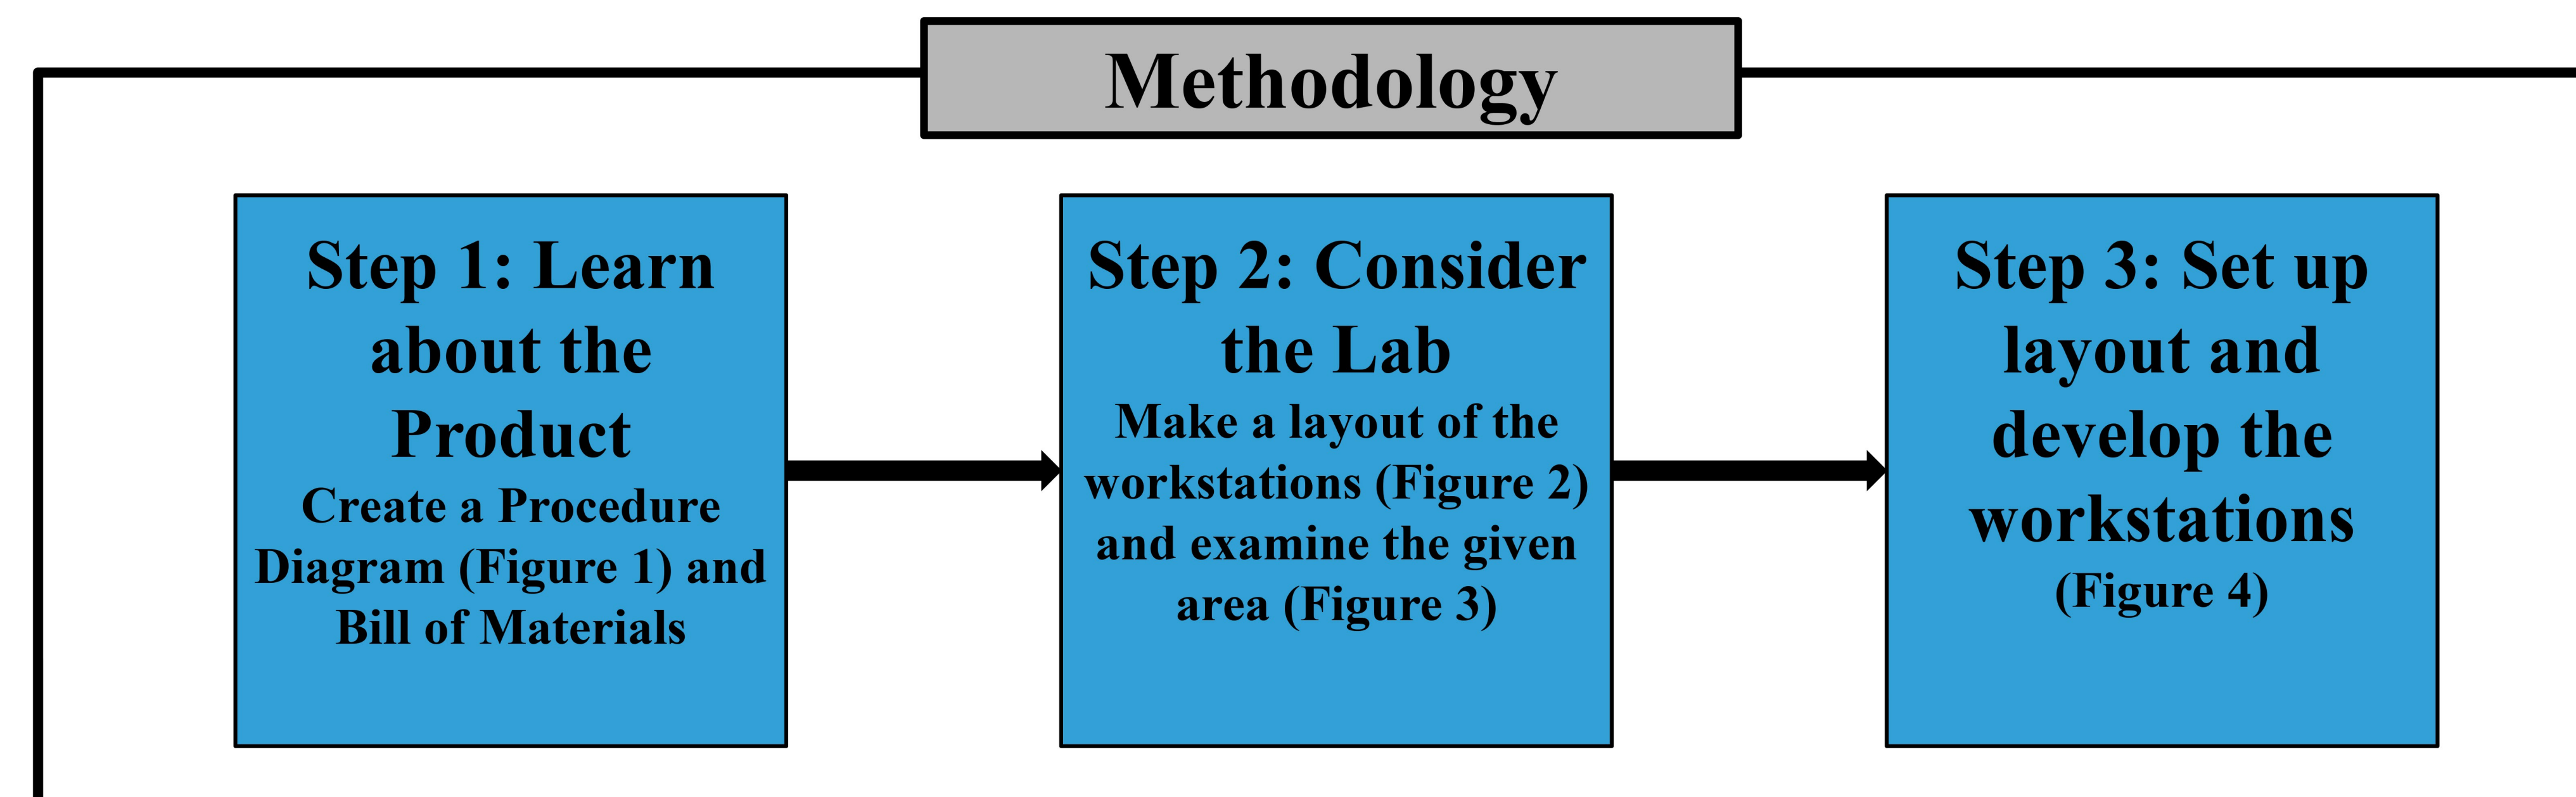 Methodology
Step 1: Learn
about the
Product
Create a Procedure
Diagram (Figure 1) and
Bill of Materials
Step 2: Consider
the Lab
Make a layout of the
workstations (Figure 2)
and examine the given
area (Figure 3)
Step 3: Set up
layout and
develop the
workstations
(Figure 4)